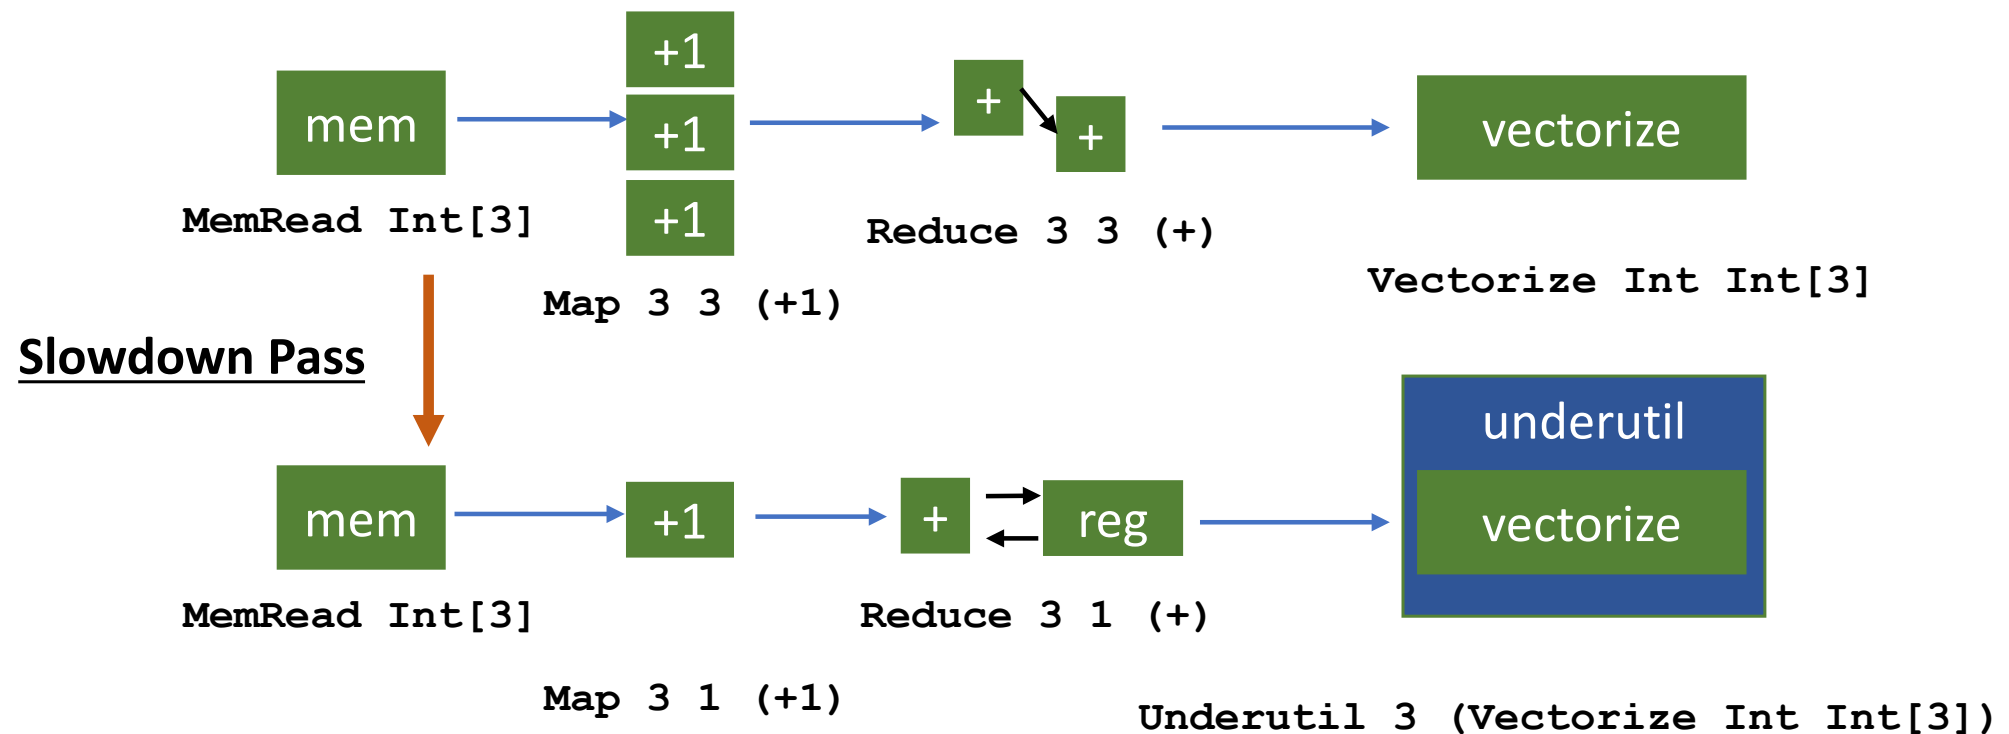 mem
+1
+1
+1
+
+
vectorize
MemRead Int[3]
Map 3 3 (+1)
Reduce 3 3 (+)
Vectorize Int Int[3]
Slowdown Pass
mem
+1
+
reg
underutil
vectorize
MemRead Int[3]
Map 3 1 (+1)
Reduce 3 1 (+)
Underutil 3 (Vectorize Int Int[3])